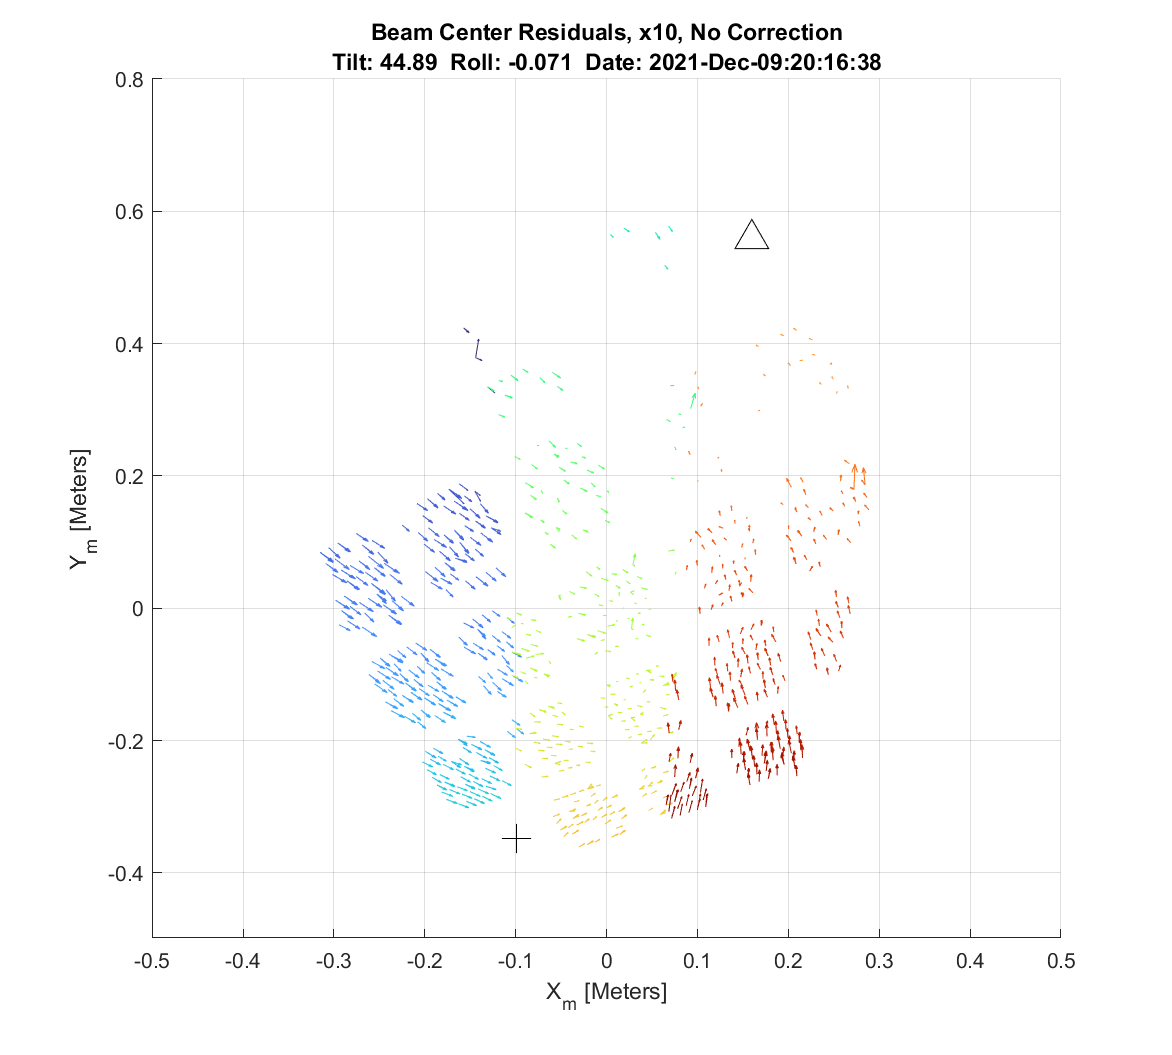 Beam Center Residuals, x10, No Correction
Tilt: 44.89  Roll: -0.071  Date: 2021-Dec-09:20:16:38
0.8
0.6
0.4
0.2
0
-0.2
-0.4
Y_m [Meters]
-0.5 -0.4 -0.3 -0.2 -0.1 0 0.1 0.2 0.3 0.4 0.5
X_m [Meters]